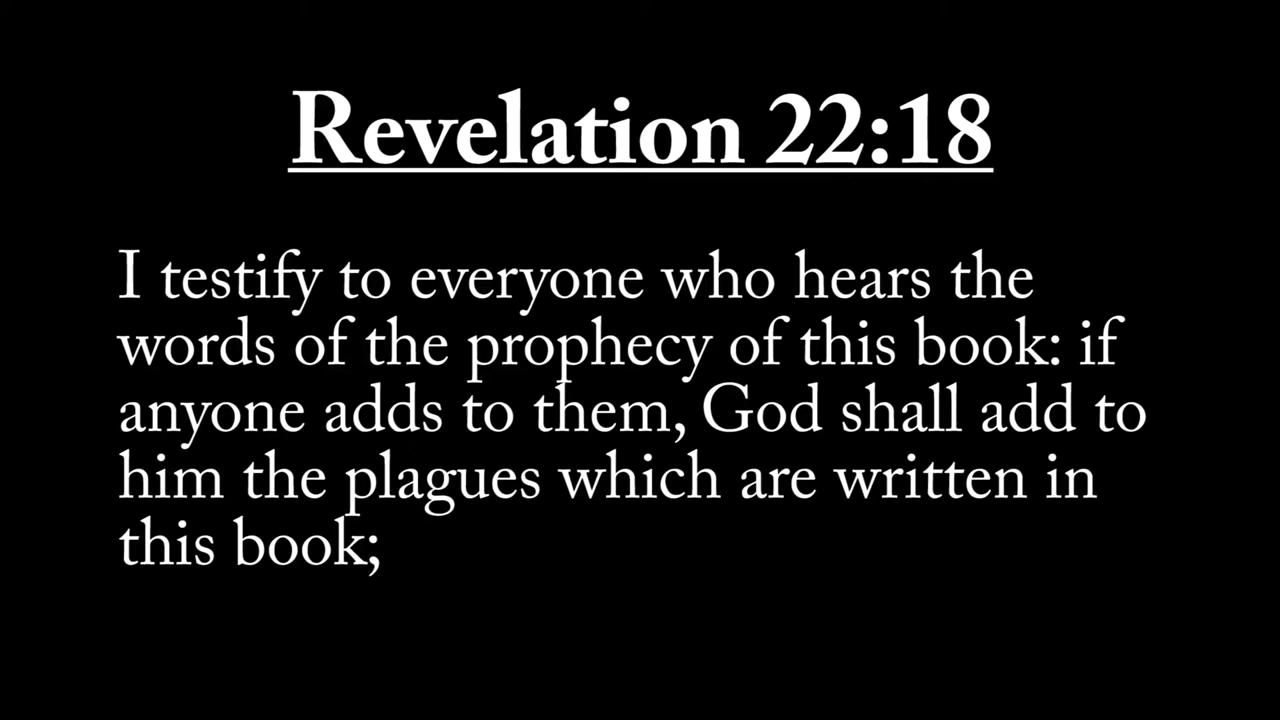 Revelation 22:18
I testify to everyone who hears the
words of the prophecy of this book: if
anyone adds to them, God shall add to
him the plagues which are written in
this book;